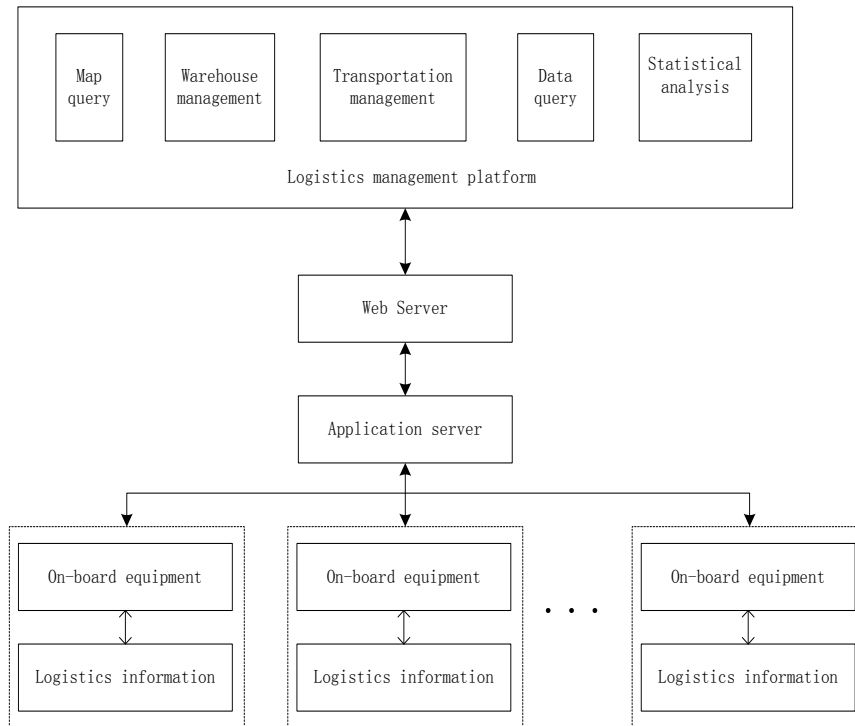 Map
query
Warehouse
management
Transportation
management
Data
query
Statistical
analysis
Logistics management platform
Web Server
Application server
On-board equipment
On-board equipment
. . .
On-board equipment
Logistics information
Logistics information
Logistics information